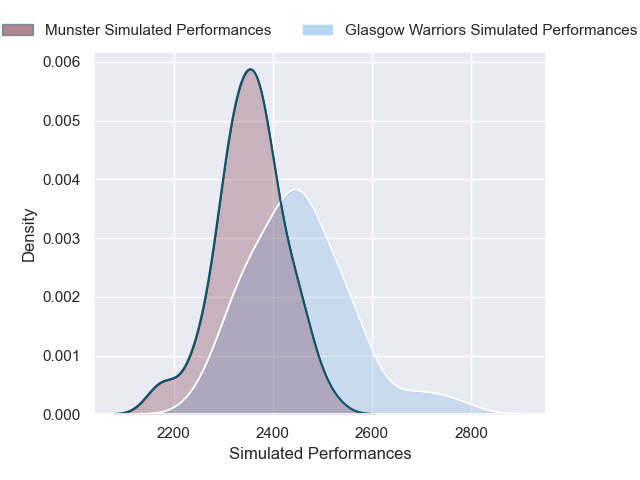 Munster Simulated Performances
Glasgow Warriors Simulated Performances
0.006
0.005
0.004
0.003
0.002
0.001
0.000
Density
2200
2400
2600
2800
Simulated Performances